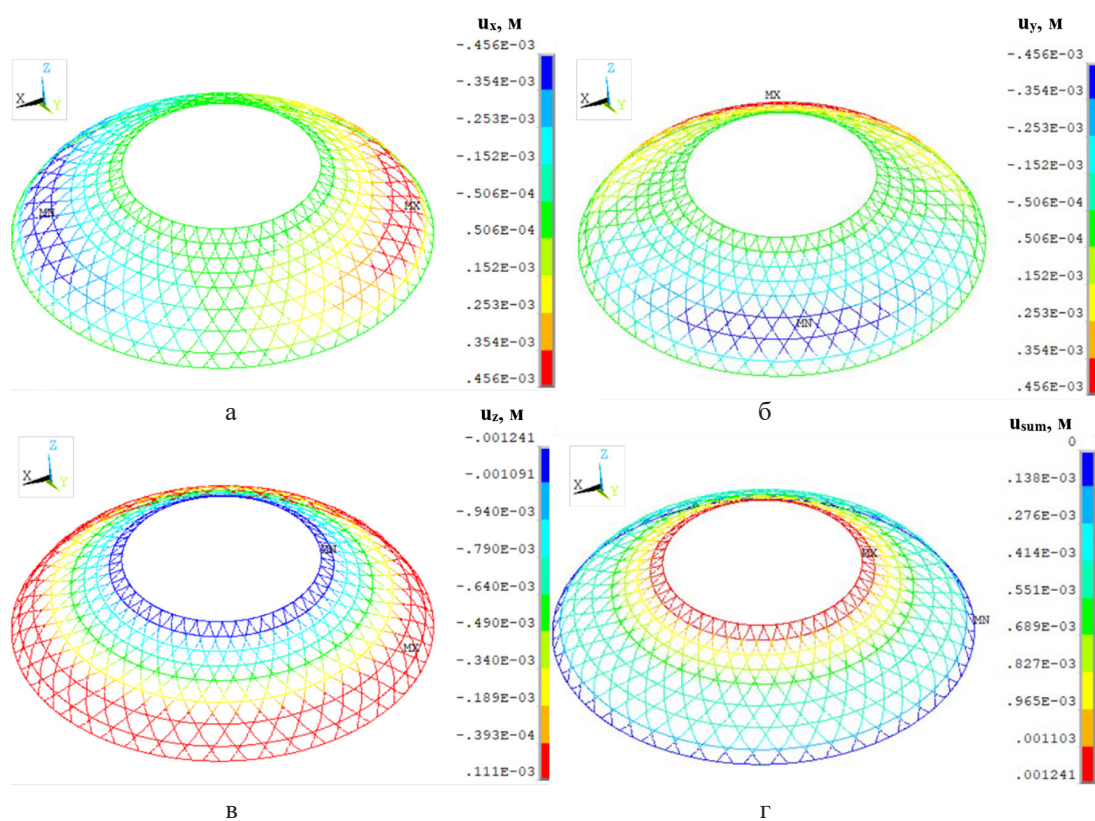 uₓ, м
-.456E-03
-.354E-03
-.253E-03
-.152E-03
-.506E-04
.506E-04
.152E-03
.253E-03
.354E-03
.456E-03
Z
X
Y
MN
MX
а
u_y, м
-.456E-03
-.354E-03
-.253E-03
-.152E-03
-.506E-04
.506E-04
.152E-03
.253E-03
.354E-03
.456E-03
Z
X
Y
MX
MN
б
u_z, м
-.001241
-.001091
-.940E-03
-.790E-03
-.640E-03
-.490E-03
-.340E-03
-.189E-03
-.393E-04
.111E-03
Z
X
Y
MN
MX
в
u_sum, м
0
.138E-03
.276E-03
.414E-03
.551E-03
.689E-03
.827E-03
.965E-03
.001103
.001241
Z
X
Y
MX
MN
г